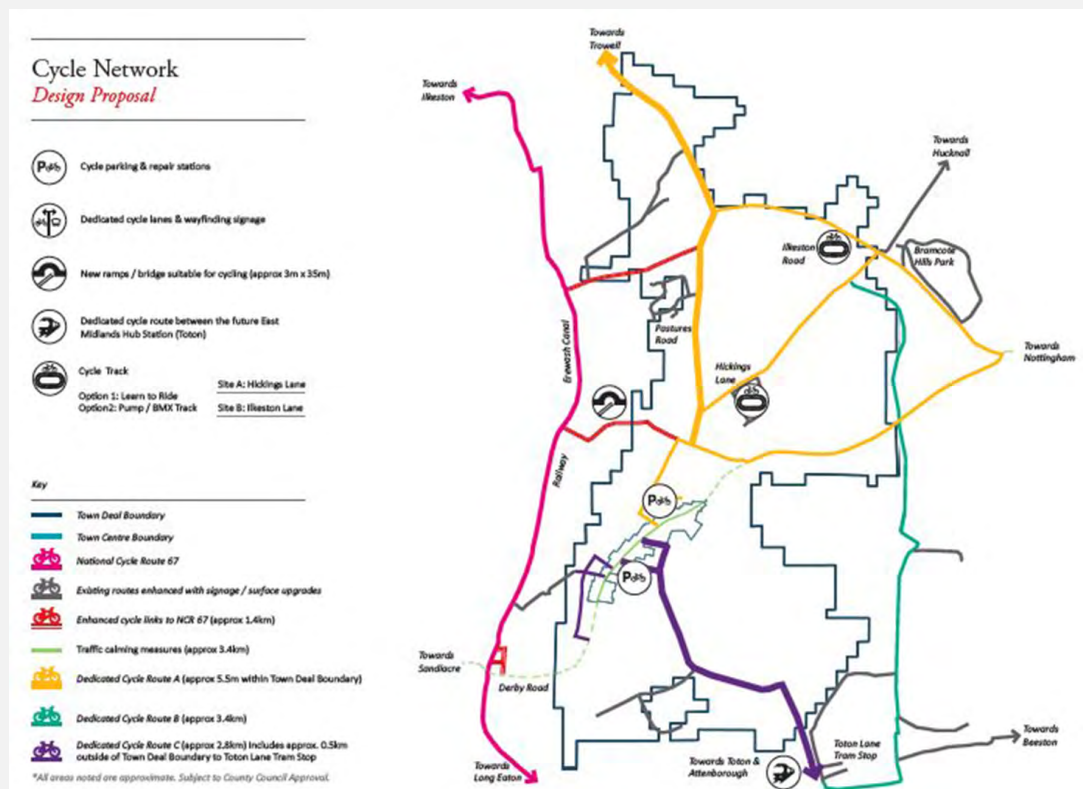 Cycle Network
Design Proposal
Cycle parking & repair stations
Dedicated cycle lanes & wayfinding signage
New ramps / bridge suitable for cycling (approx 3m x 35m)
Dedicated cycle route between the future East
Midlands Hub Station (Toton)
Cycle Track
Option 1: Learn to Ride
Option2: Pump / BMX Track
Site A: Hickings Lane
Site B: Ilkeston Lane
Key
Town Deal Boundary
Town Centre Boundary
National Cycle Route 67
Existing routes enhanced with signage / surface upgrades
Enhanced cycle links to NCR 67 (approx 1.4km)
Traffic calming measures (approx 3.4km)
Dedicated Cycle Route A (approx 5.5m within Town Deal Boundary)
Dedicated Cycle Route B (approx 3.4km)
Dedicated Cycle Route C (approx 2.8km) Includes approx. 0.5km
outside of Town Deal Boundary to Toton Lane Tram Stop
*All areas noted are approximate. Subject to County Council Approval.
Towards
Trowell
Towards
Ilkeston
Towards
Hucknall
Ilkeston
Road
Bramcote
Hills Park
Pastures
Road
Erewash Canal
Towards
Nottingham
Hickings
Lane
Railway
P
P
Towards
Sandiacre
Derby Road
Towards
Long Eaton
Towards Toton &
Attenborough
Toton Lane
Tram Stop
Towards
Beeston